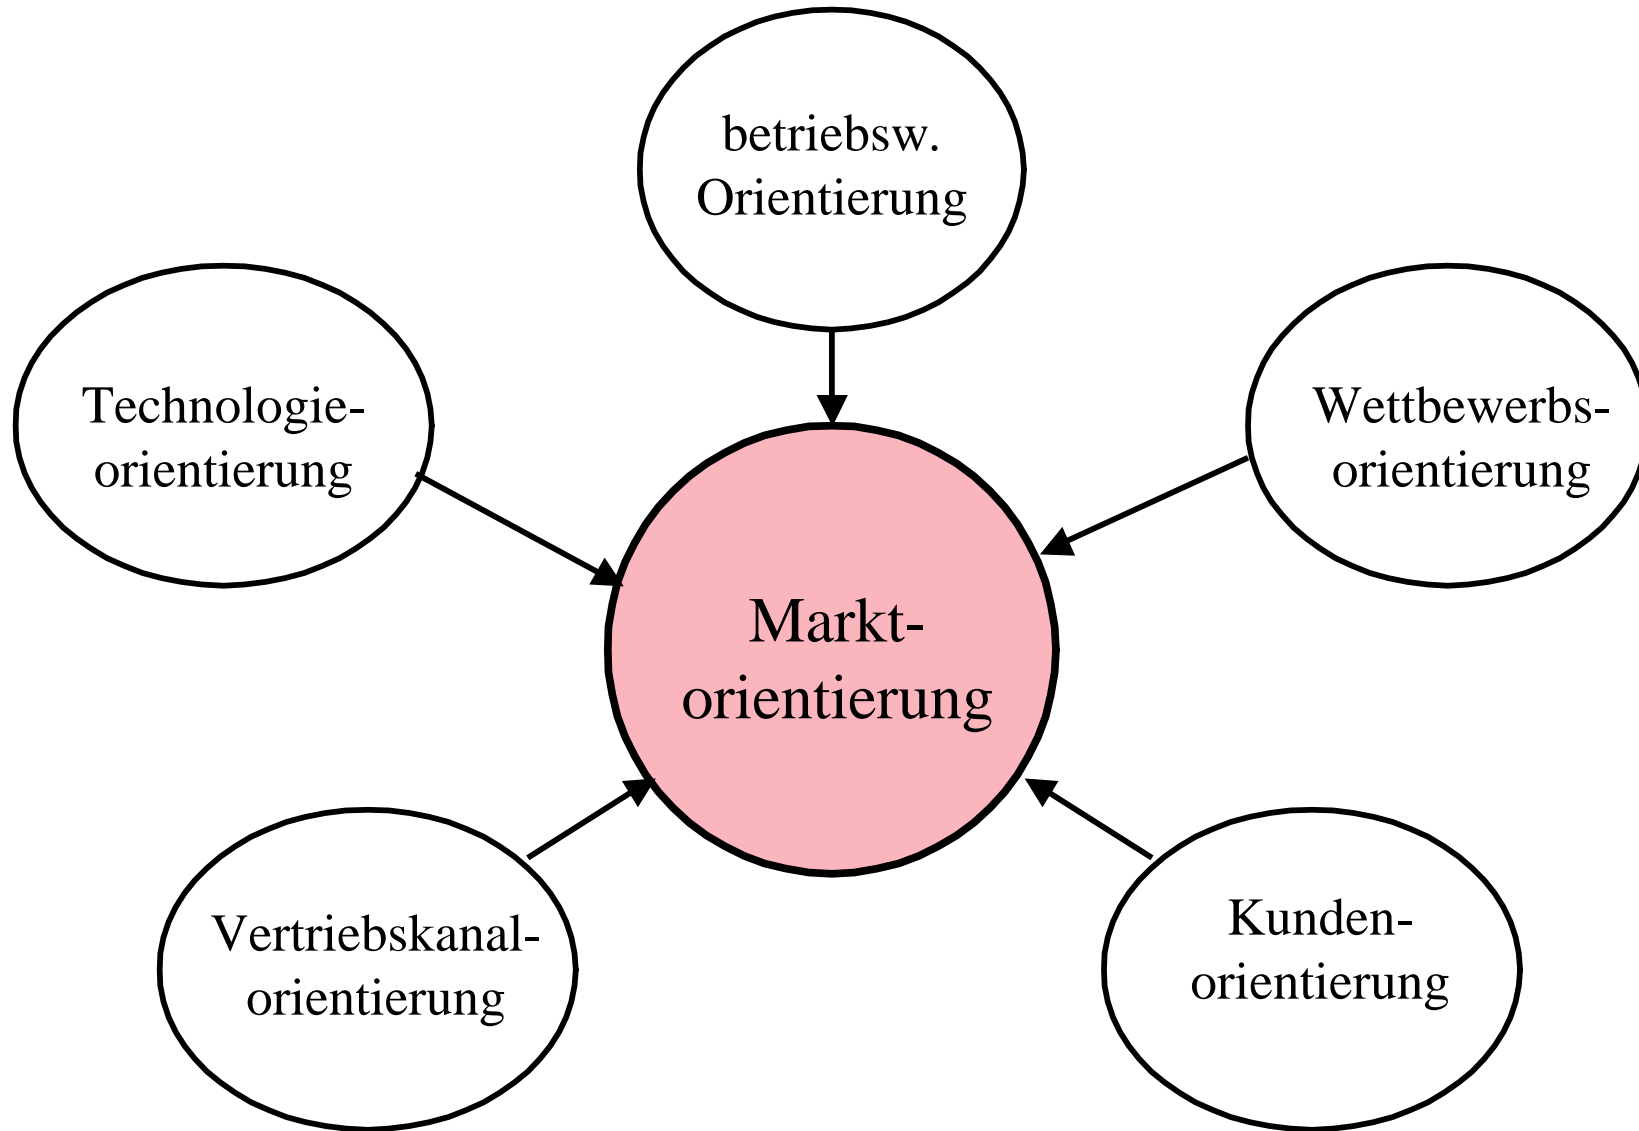 betriebsw.
Orientierung
Technologie-
orientierung
Wettbewerbs-
orientierung
Markt-
orientierung
Vertriebskanal-
orientierung
Kunden-
orientierung